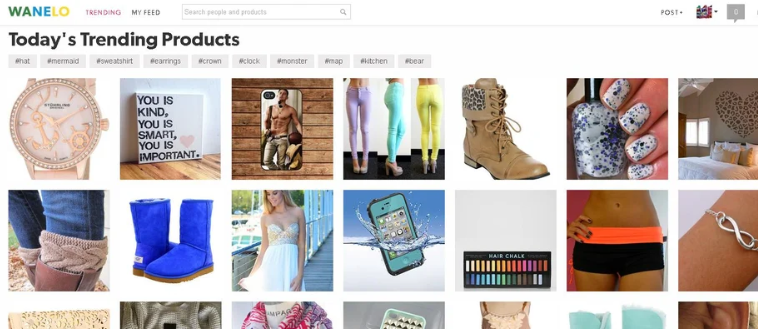 WANELO TRENDING MY FEED Search people and products POST+ 0
Today's Trending Products
#hat #mermaid #sweatshirt #earrings #crown #clock #monster #map #kitchen #bear
YOU IS
KIND,
YOU IS
SMART,
YOU IS
IMPORTANT.
HAIR CHALK